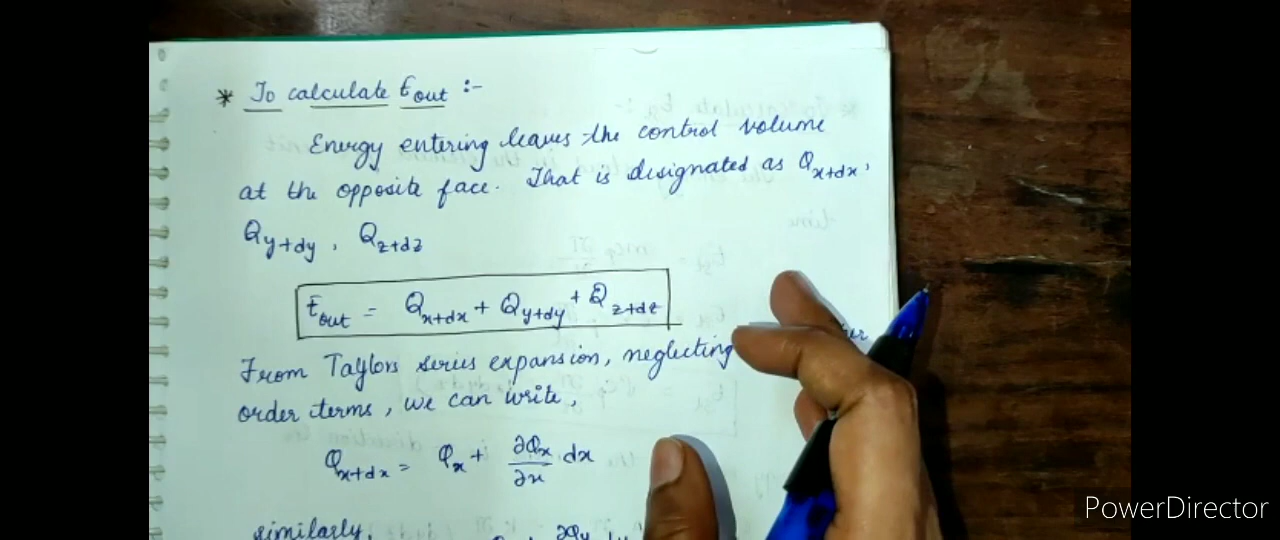 * To calculate Eout :-
Energy entering leaves the control volume
at the opposite face. That is designated as Qx+dx,
Qy+dy, Qz+dz
Eout = Qx+dx + Qy+dy + Qz+dz
From Taylors series expansion, neglecting
order terms, we can write,
Qx+dx = Qx + ∂Qx/∂x dx
similarly,
PowerDirector